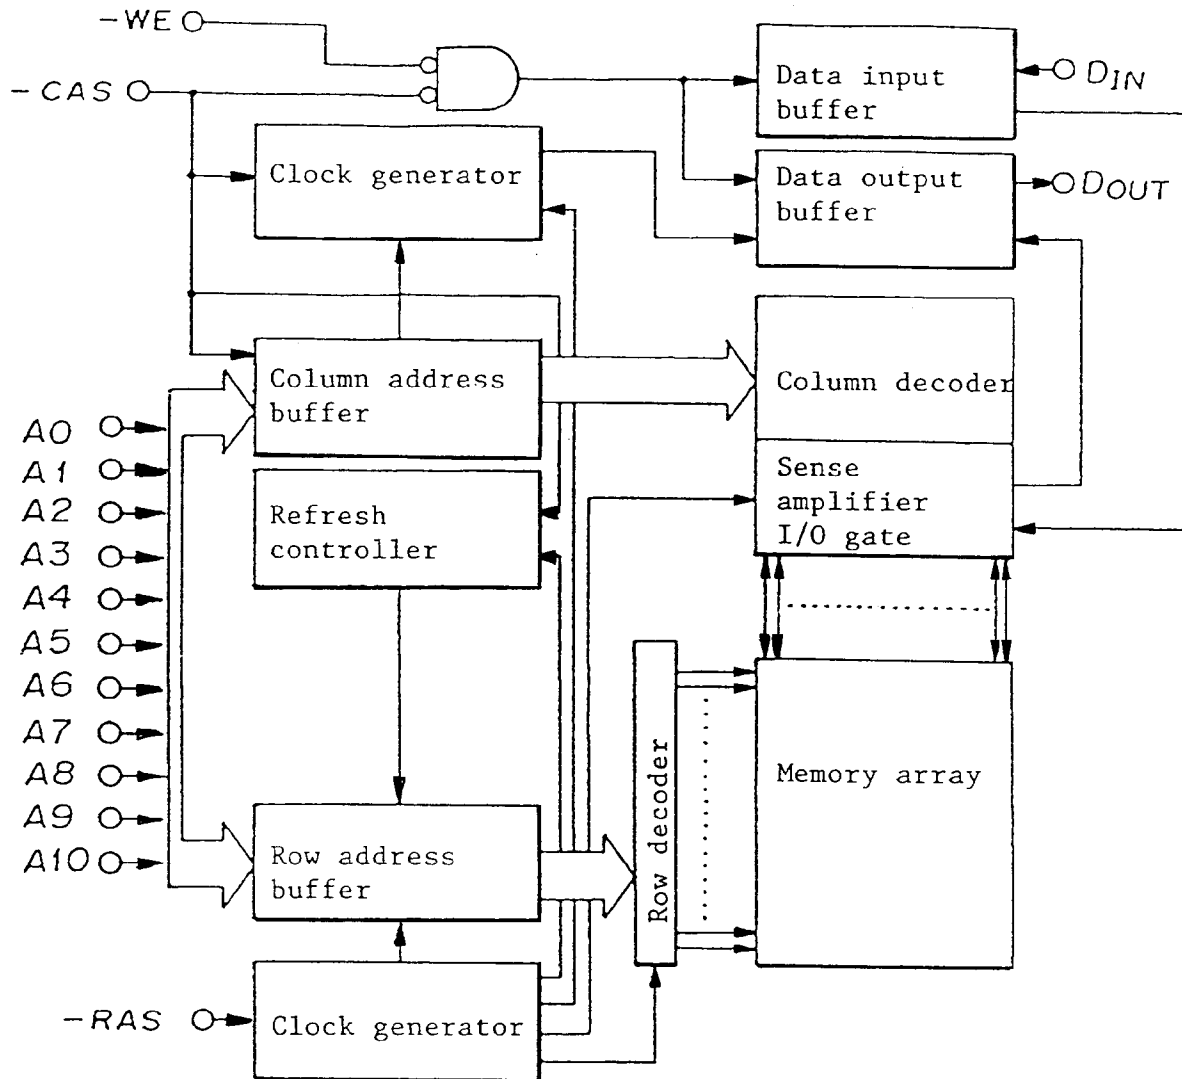 -WE
-CAS
Data input
buffer
DIN
Clock generator
Data output
buffer
DOUT
Column address
buffer
Column decoder
A0
A1
A2
A3
A4
A5
A6
A7
A8
A9
A10
Refresh
controller
Sense
amplifier
I/O gate
Row decoder
Memory array
Row address
buffer
-RAS
Clock generator